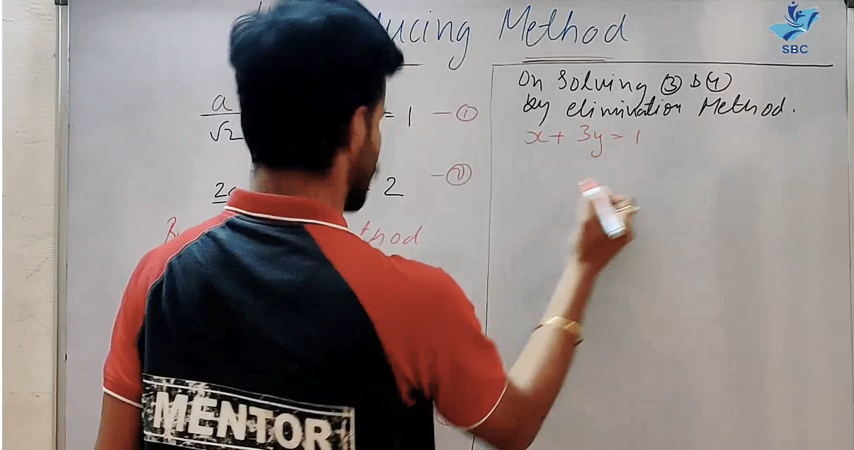 ucing Method
a
√2
= 1 — ①
2
= 2 — ②
thod
On Solving ③ & ④
by elimination Method.
x + 3y = 1
SBC
MENTOR